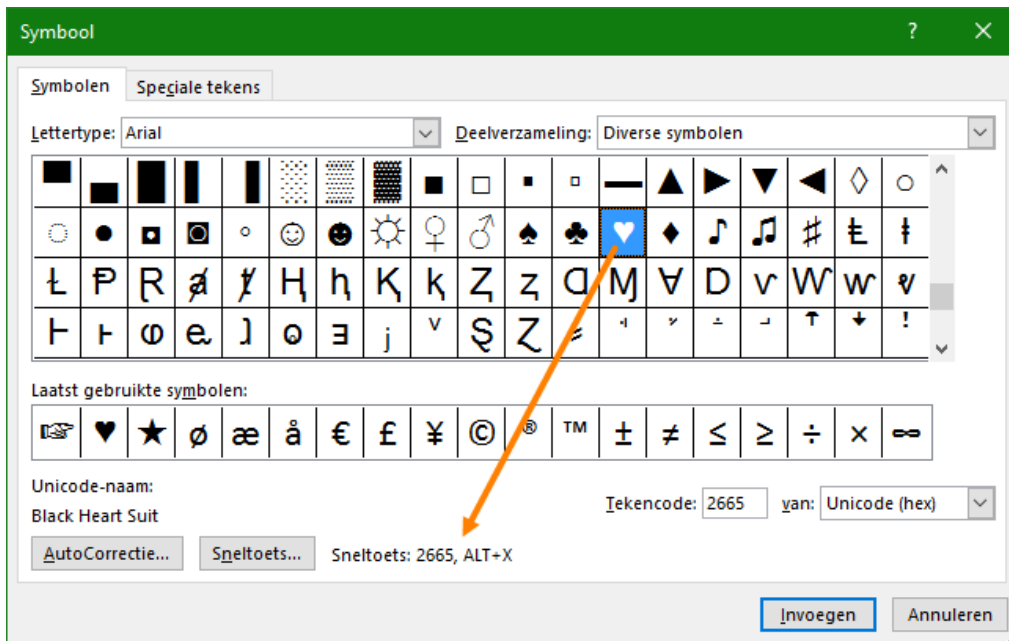 Symbool ? ×
Symbolen Speciale tekens
Lettertype: Arial Deelverzameling: Diverse symbolen
▀ ▄ █ ▌ ▐ ░ ▒ ▓ ■ □ ▪ ▫ ▬ ▲ ► ▼ ◄ ◊ ○
◌ ● ◘ ◙ ◦ ☺ ☻ ☼ ♀ ♂ ♠ ♣ ♥ ♦ ♪ ♫ ♯ Ⱡ ⱡ
Ɫ Ᵽ Ɽ ⱥ ⱦ Ⱨ ⱨ Ⱪ ⱪ Ⱬ ⱬ Ɑ Ɱ Ɐ D ⱱ Ⱳ ⱳ ⱴ
Ⱶ ⱶ ⱷ ⱸ ⱹ ⱺ ⱻ ⱼ ⱽ Ȿ Ɀ
Laatst gebruikte symbolen:
☞ ♥ ★ ø æ å € £ ¥ © ® ™ ± ≠ ≤ ≥ ÷ × ∞
Unicode-naam:
Black Heart Suit
Tekencode: 2665 van: Unicode (hex)
AutoCorrectie... Sneltoets... Sneltoets: 2665, ALT+X
Invoegen Annuleren